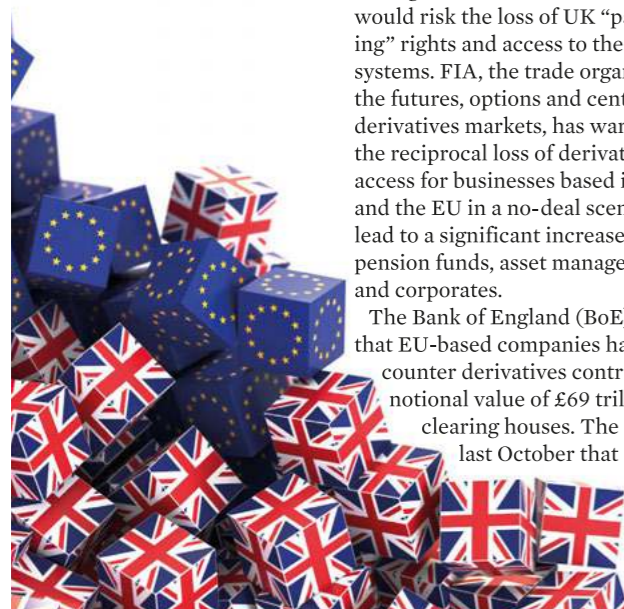 would risk the loss of UK “pa
ing” rights and access to the
systems. FIA, the trade organ
the futures, options and cent
derivatives markets, has war
the reciprocal loss of derivat
access for businesses based i
and the EU in a no-deal scen
lead to a significant increase
pension funds, asset manage
and corporates.
The Bank of England (BoE)
that EU-based companies ha
counter derivatives contr
notional value of £69 tril
clearing houses. The
last October that